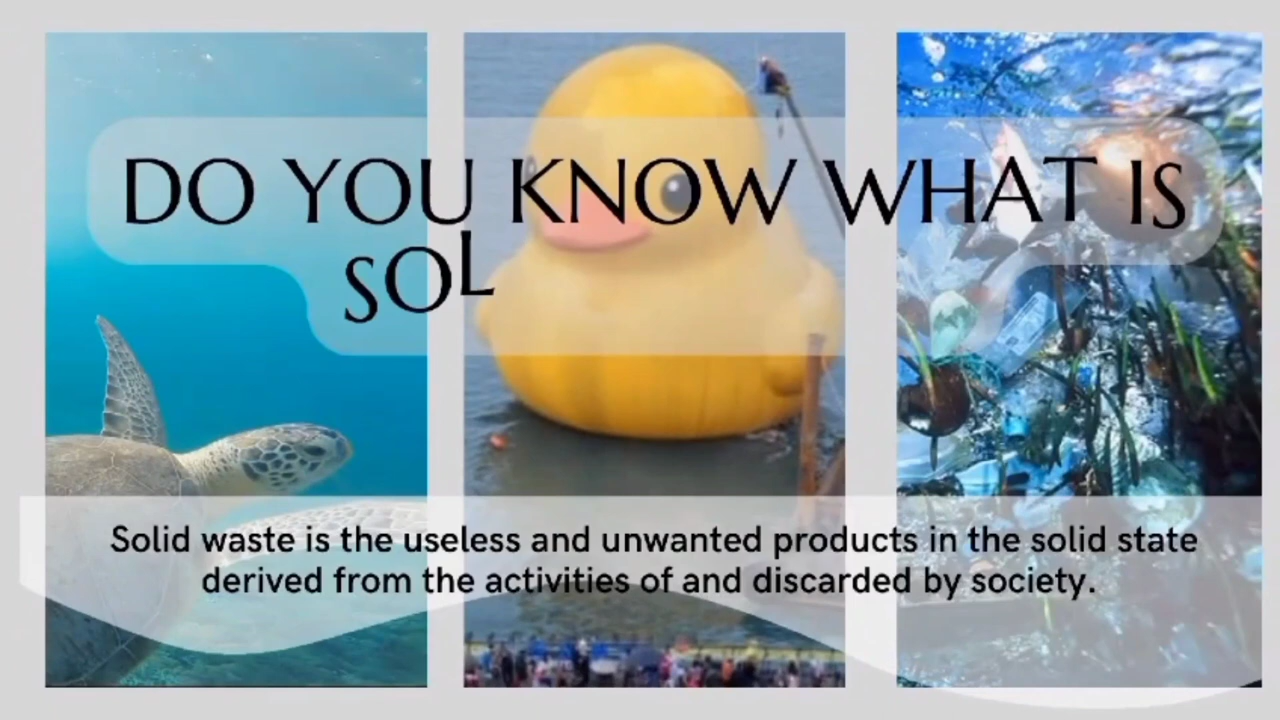 DO YOU KNOW WHAT IS
SOL
Solid waste is the useless and unwanted products in the solid state
derived from the activities of and discarded by society.